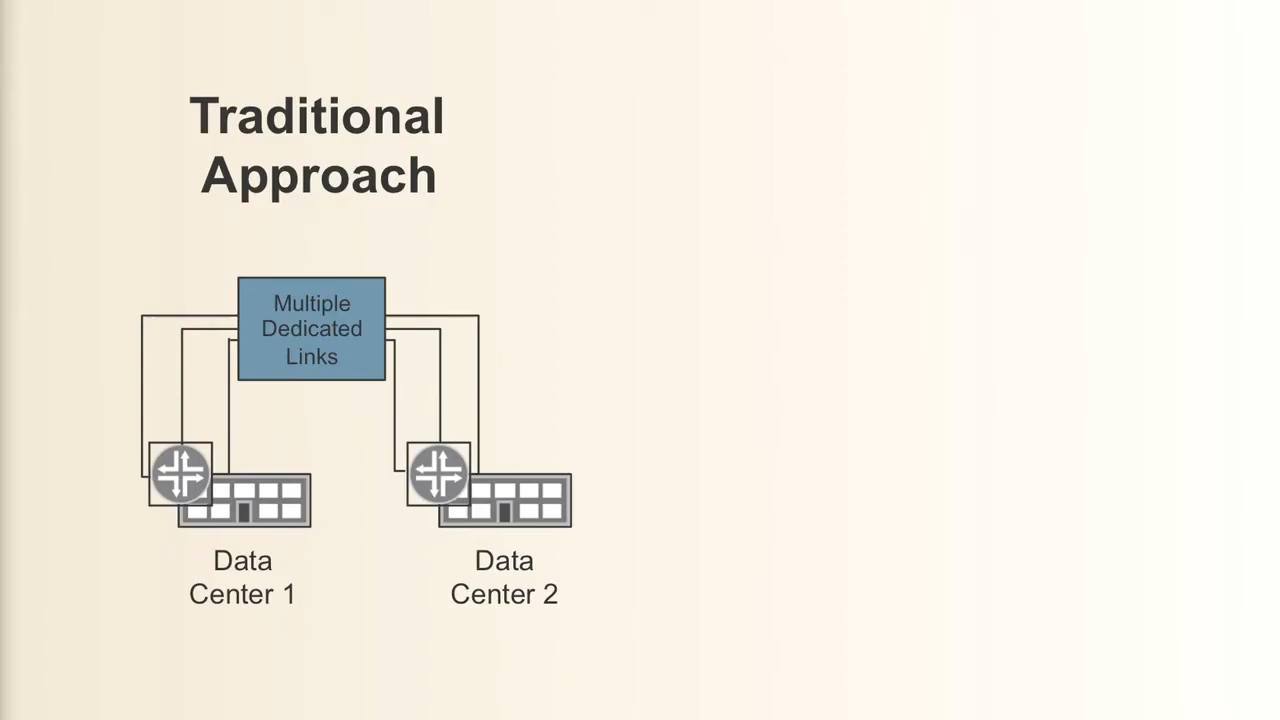 Traditional
Approach
Multiple
Dedicated
Links
Data
Center 1
Data
Center 2